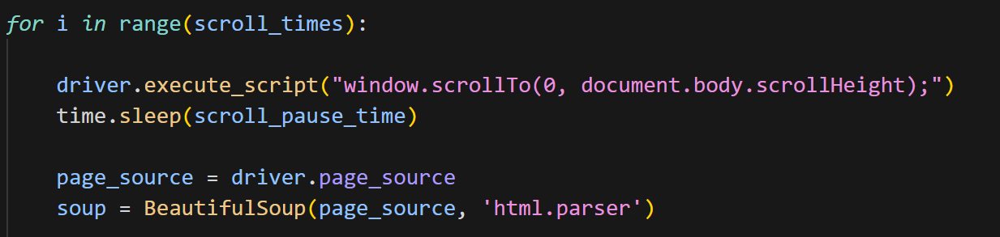 for i in range(scroll_times):
driver.execute_script("window.scrollTo(0, document.body.scrollHeight);")
time.sleep(scroll_pause_time)
page_source = driver.page_source
soup = BeautifulSoup(page_source, 'html.parser')